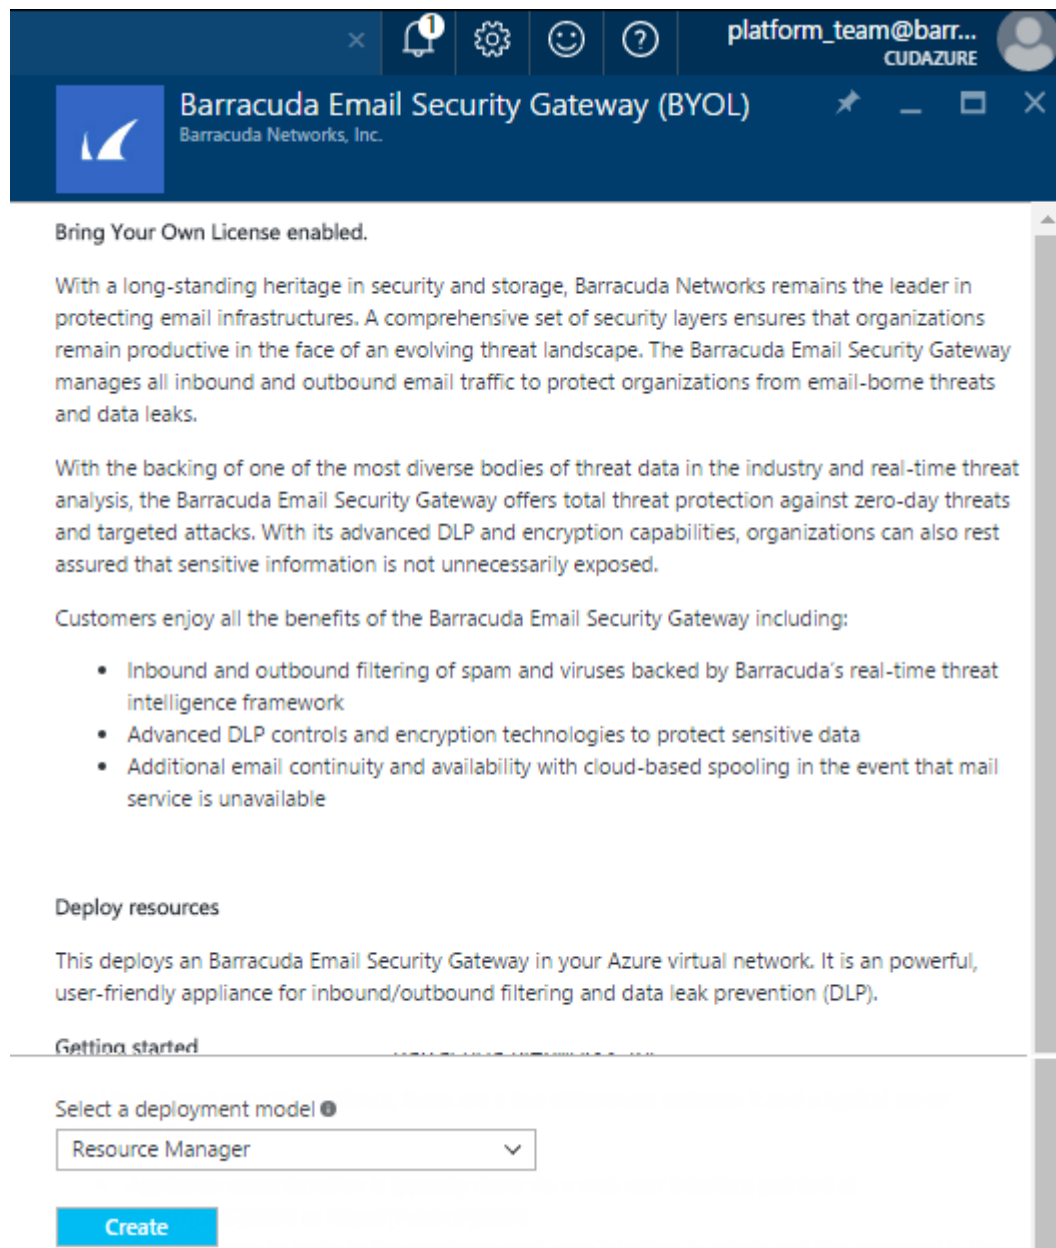 1
platform_team@barr...
CUDAZURE
Barracuda Email Security Gateway (BYOL)
Barracuda Networks, Inc.
Bring Your Own License enabled.
With a long-standing heritage in security and storage, Barracuda Networks remains the leader in
protecting email infrastructures. A comprehensive set of security layers ensures that organizations
remain productive in the face of an evolving threat landscape. The Barracuda Email Security Gateway
manages all inbound and outbound email traffic to protect organizations from email-borne threats
and data leaks.
With the backing of one of the most diverse bodies of threat data in the industry and real-time threat
analysis, the Barracuda Email Security Gateway offers total threat protection against zero-day threats
and targeted attacks. With its advanced DLP and encryption capabilities, organizations can also rest
assured that sensitive information is not unnecessarily exposed.
Customers enjoy all the benefits of the Barracuda Email Security Gateway including:
• Inbound and outbound filtering of spam and viruses backed by Barracuda's real-time threat
intelligence framework
• Advanced DLP controls and encryption technologies to protect sensitive data
• Additional email continuity and availability with cloud-based spooling in the event that mail
service is unavailable
Deploy resources
This deploys an Barracuda Email Security Gateway in your Azure virtual network. It is an powerful,
user-friendly appliance for inbound/outbound filtering and data leak prevention (DLP).
Getting started
Select a deployment model
Resource Manager
Create